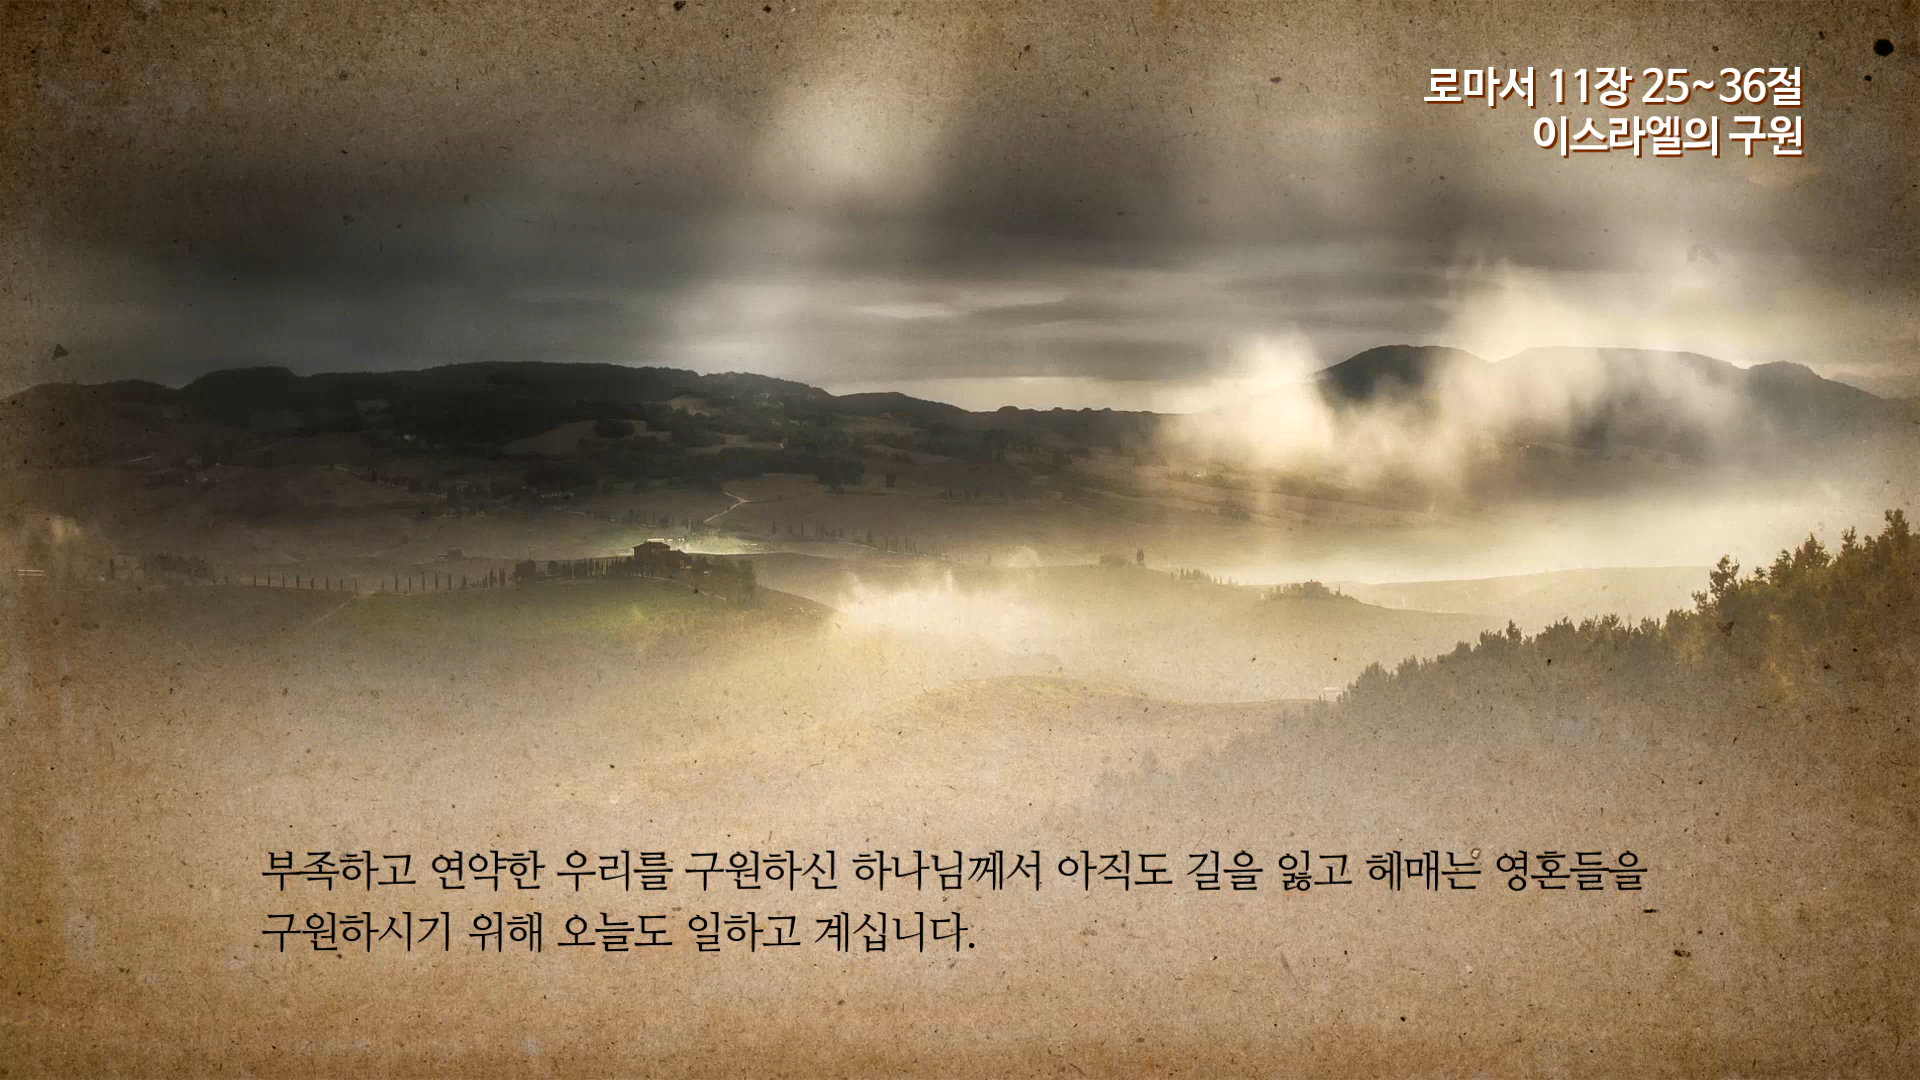 로마서 11장 25~36절
이스라엘의 구원
부족하고 연약한 우리를 구원하신 하나님께서 아직도 길을 잃고 헤매는 영혼들을
구원하시기 위해 오늘도 일하고 계십니다.